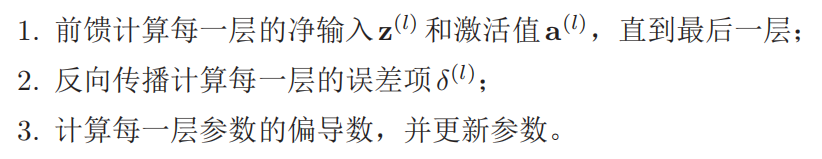 1. 前馈计算每一层的净输入 z^(l) 和激活值 a^(l)，直到最后一层；
2. 反向传播计算每一层的误差项 δ^(l)；
3. 计算每一层参数的偏导数，并更新参数。